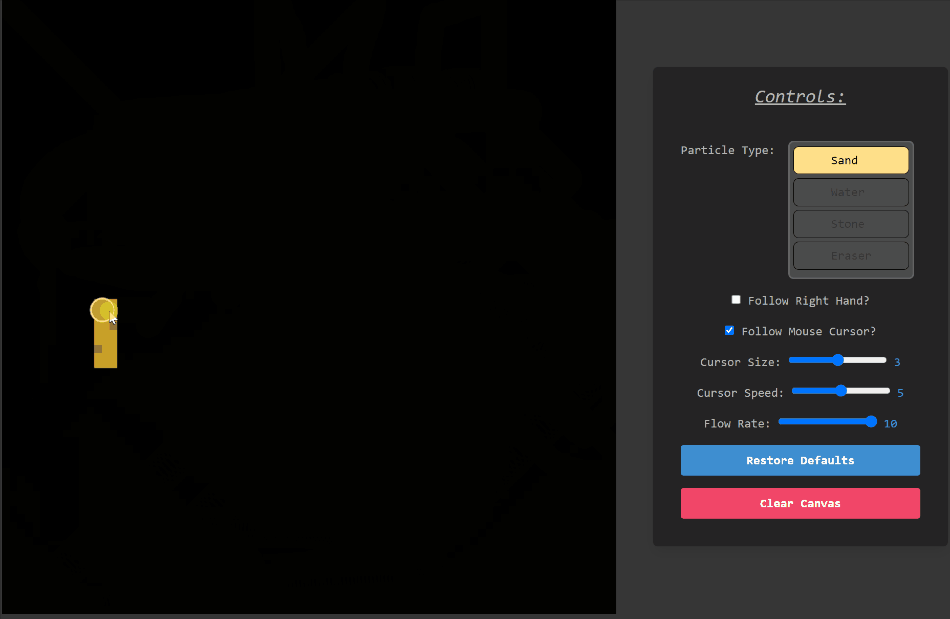 Controls:
Particle Type:
Sand
Water
Stone
Eraser
Follow Right Hand?
Follow Mouse Cursor?
Cursor Size: 3
Cursor Speed: 5
Flow Rate: 10
Restore Defaults
Clear Canvas